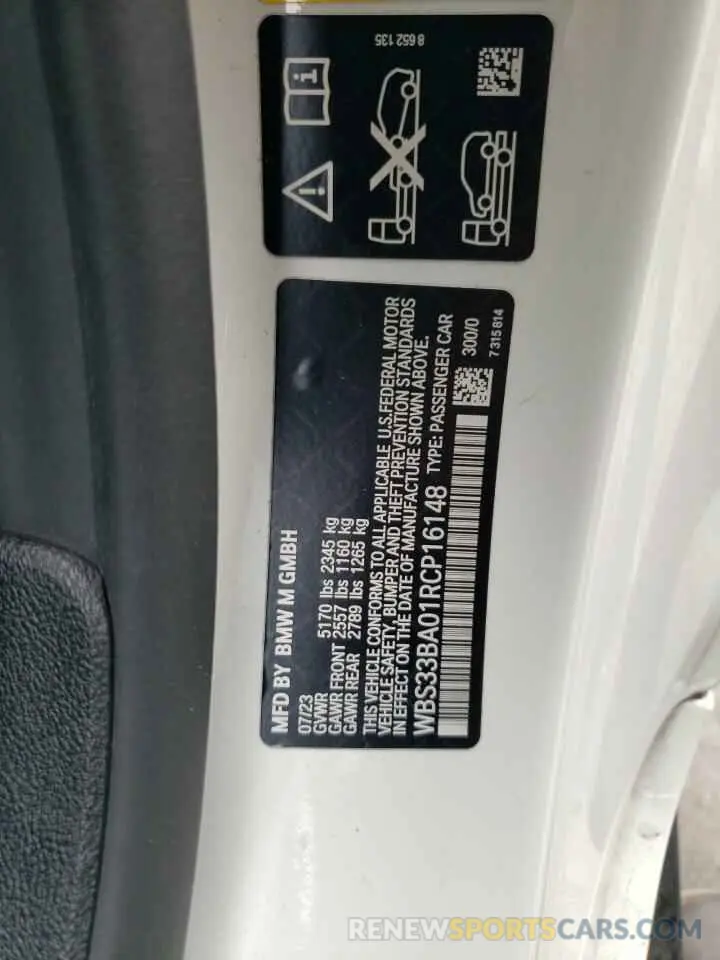 8 652 135
MFD BY BMW M GMBH
07/23
GVWR 5170 lbs 2345 kg
GAWR FRONT 2557 lbs 1160 kg
GAWR REAR 2789 lbs 1265 kg
THIS VEHICLE CONFORMS TO ALL APPLICABLE U.S.FEDERAL MOTOR
VEHICLE SAFETY, BUMPER AND THEFT PREVENTION STANDARDS
IN EFFECT ON THE DATE OF MANUFACTURE SHOWN ABOVE.
WBS33BA01RCP16148 TYPE: PASSENGER CAR
300/0
7 315 814
RENEWSPORTSCARS.COM